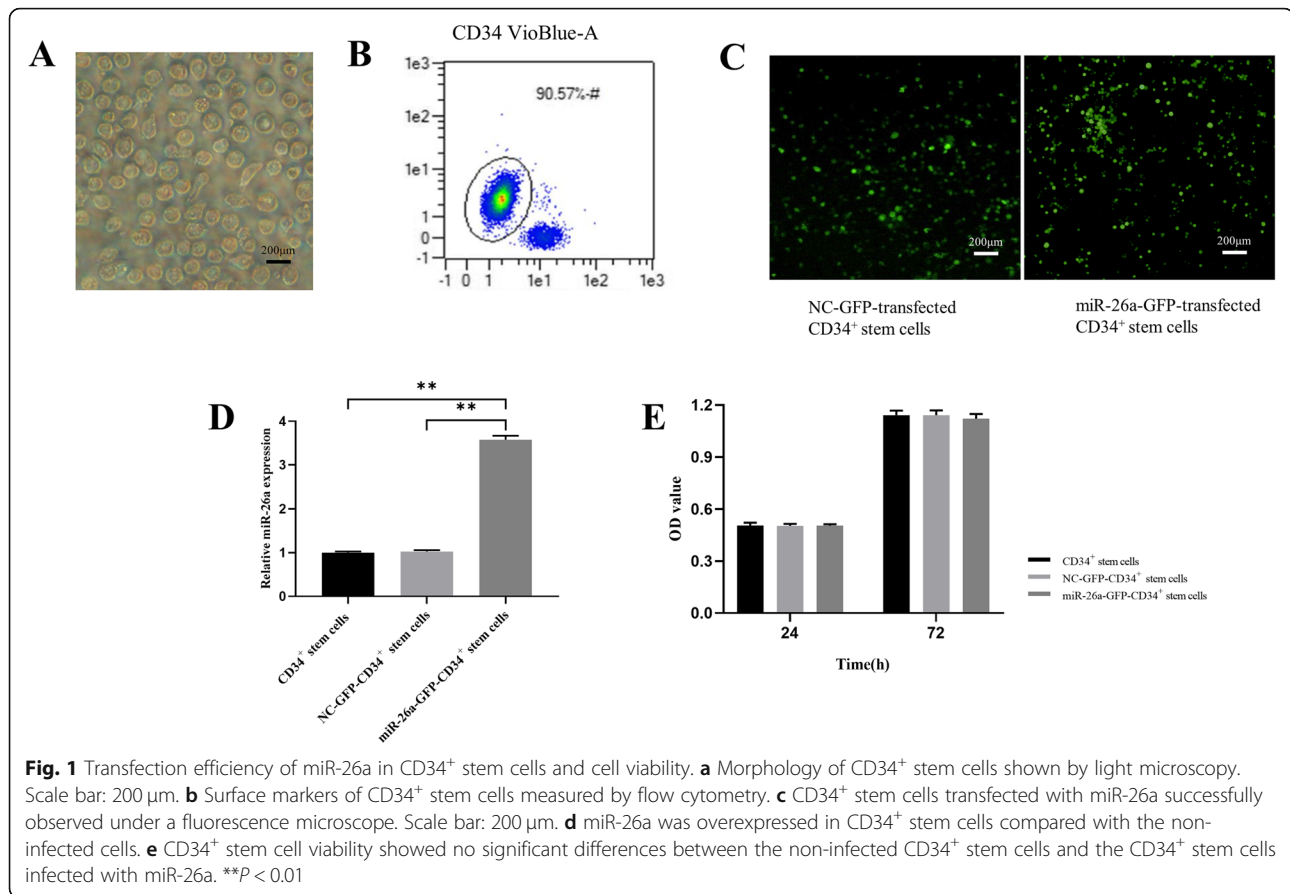 A
200μm
B
CD34 VioBlue-A
1e3
1e2
1e1
1
0
-1
90.57%-#
-1 0 1 1e1 1e2 1e3
C
200μm
200μm
NC-GFP-transfected
CD34⁺ stem cells
miR-26a-GFP-transfected
CD34⁺ stem cells
D
**
**
Relative miR-26a expression
4
3
2
1
0
CD34⁺ stem cells
NC-GFP-CD34⁺ stem cells
miR-26a-GFP-CD34⁺ stem cells
E
OD value
1.2
0.9
0.6
0.3
0.0
24 72
Time(h)
CD34⁺ stem cells
NC-GFP-CD34⁺ stem cells
miR-26a-GFP-CD34⁺ stem cells
Fig. 1 Transfection efficiency of miR-26a in CD34⁺ stem cells and cell viability. a Morphology of CD34⁺ stem cells shown by light microscopy.
Scale bar: 200 μm. b Surface markers of CD34⁺ stem cells measured by flow cytometry. c CD34⁺ stem cells transfected with miR-26a successfully
observed under a fluorescence microscope. Scale bar: 200 μm. d miR-26a was overexpressed in CD34⁺ stem cells compared with the non-
infected cells. e CD34⁺ stem cell viability showed no significant differences between the non-infected CD34⁺ stem cells and the CD34⁺ stem cells
infected with miR-26a. **P < 0.01